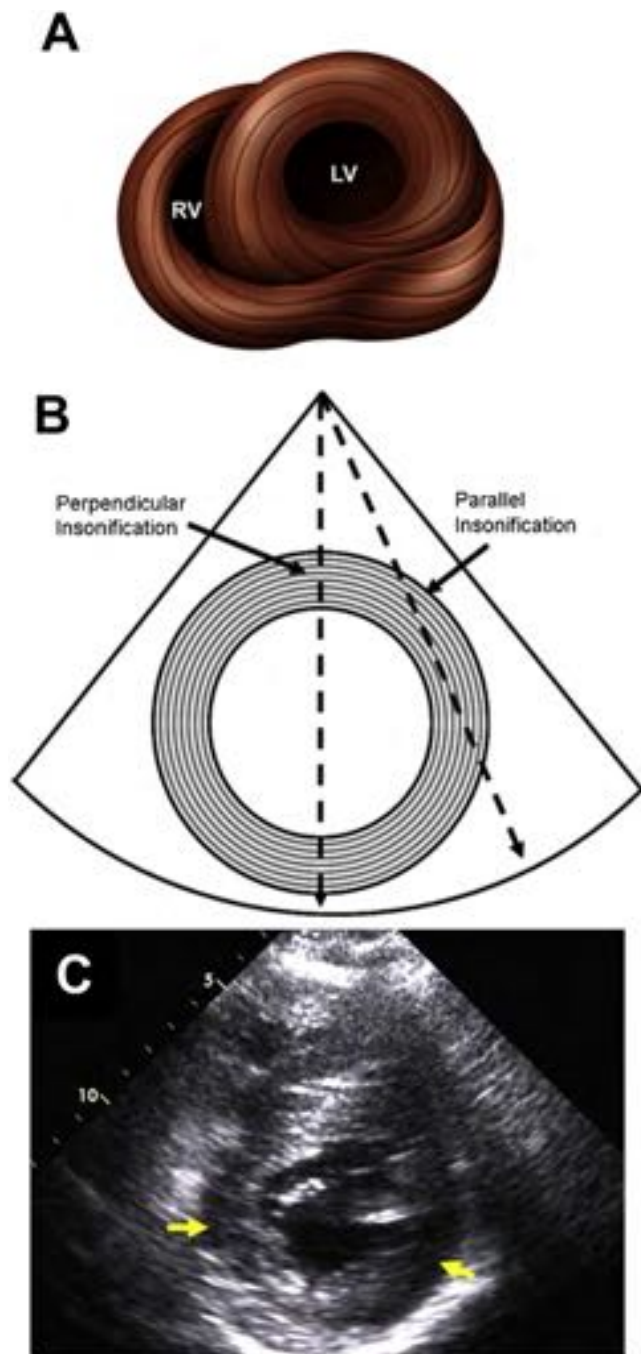 A
RV
LV
B
Perpendicular
Insonification
Parallel
Insonification
C
5
10